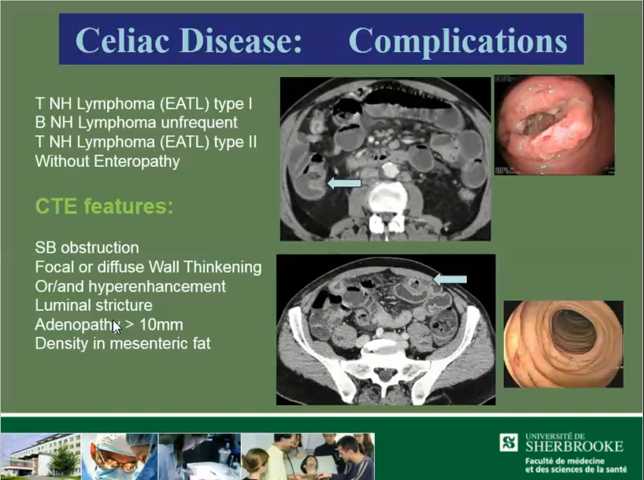 Celiac Disease: Complications
T NH Lymphoma (EATL) type I
B NH Lymphoma unfrequent
T NH Lymphoma (EATL) type II
Without Enteropathy
CTE features:
SB obstruction
Focal or diffuse Wall Thinkening
Or/and hyperenhancement
Luminal stricture
Adenopathy > 10mm
Density in mesenteric fat
UNIVERSITÉ DE
SHERBROOKE
Faculté de médecine
et des sciences de la santé